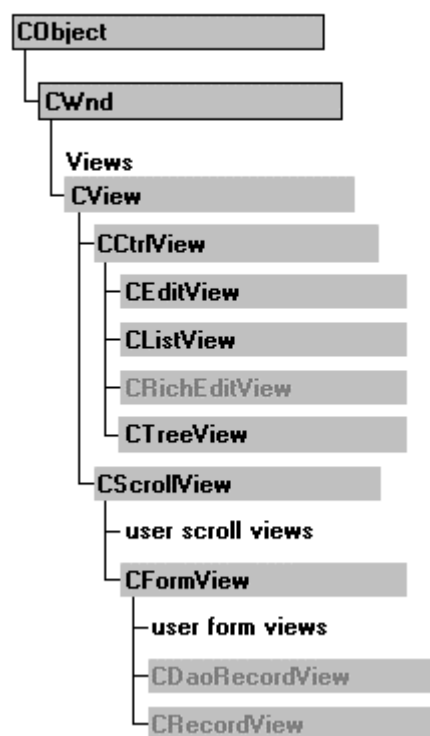 CObject
CWnd
Views
CView
CCtrlView
CEditView
CListView
CRichEditView
CTreeView
CScrollView
user scroll views
CFormView
user form views
CDaoRecordView
CRecordView